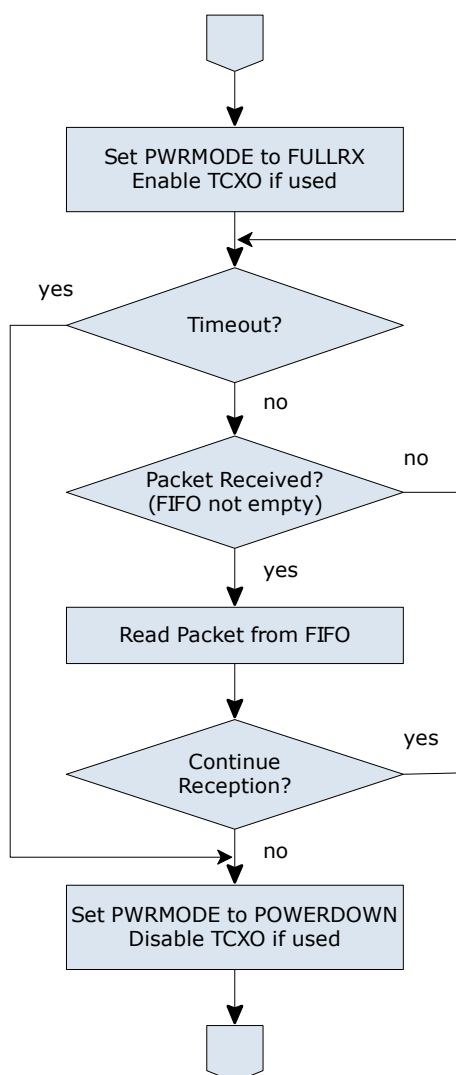 Set PWRMODE to FULLRX
Enable TCXO if used
yes
Timeout?
no
Packet Received?
(FIFO not empty)
no
yes
Read Packet from FIFO
Continue
Reception?
yes
no
Set PWRMODE to POWERDOWN
Disable TCXO if used